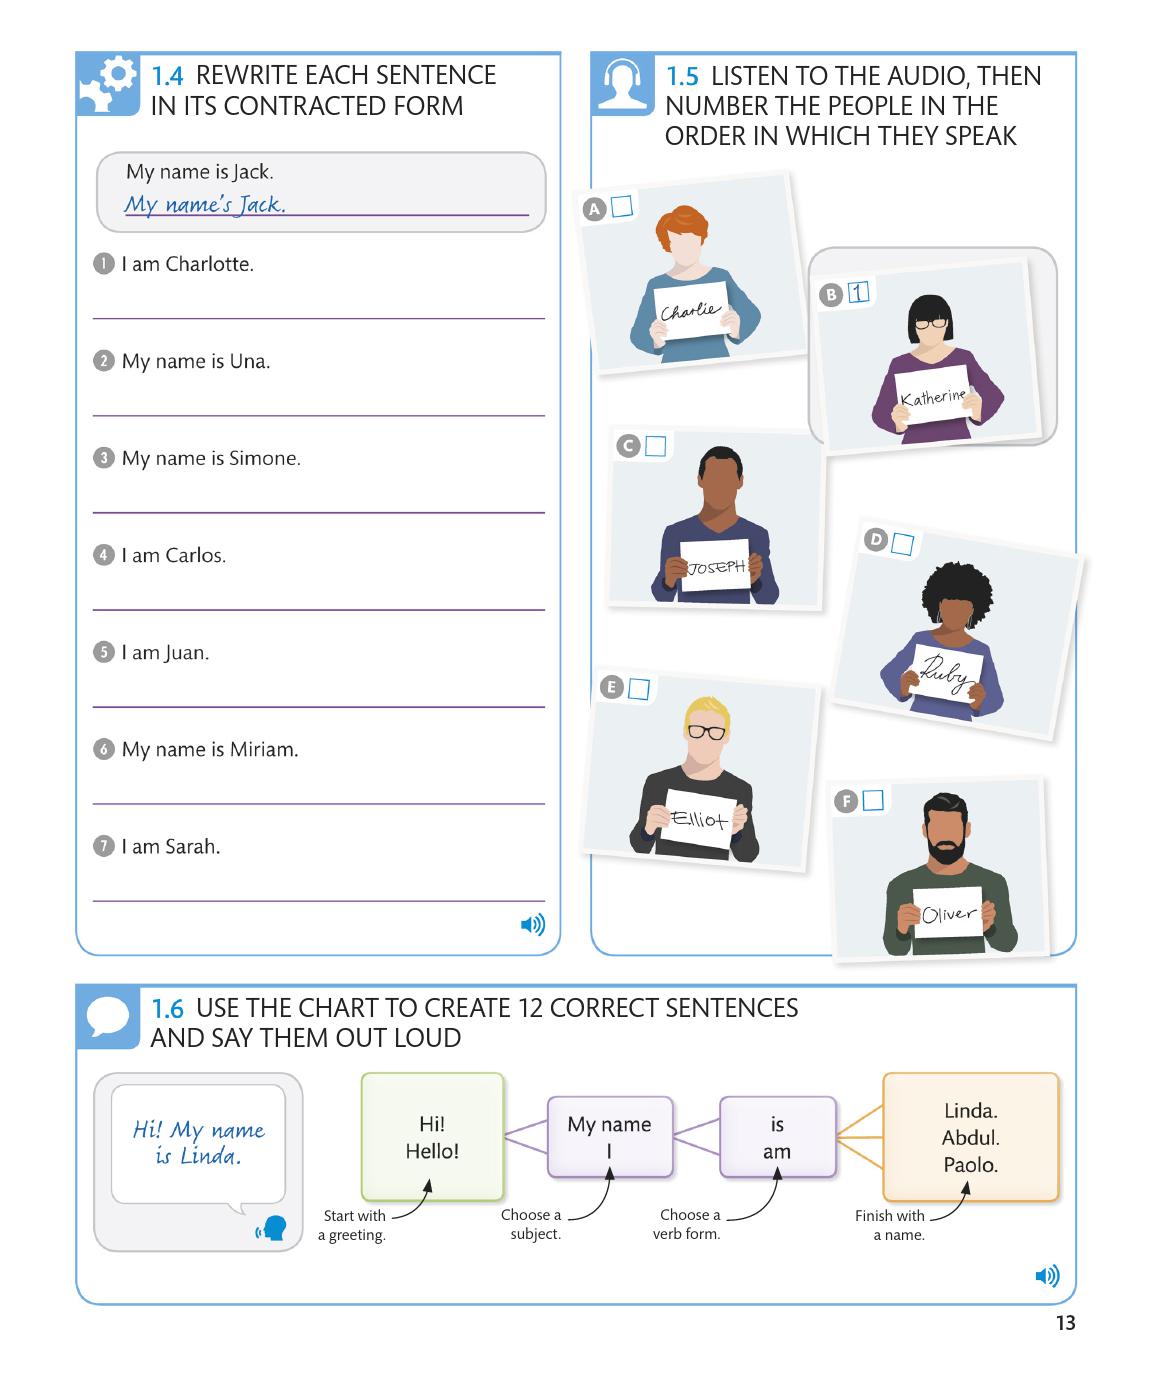 1.4 REWRITE EACH SENTENCE
IN ITS CONTRACTED FORM
My name is Jack.
My name's Jack.
1 I am Charlotte.
2 My name is Una.
3 My name is Simone.
4 I am Carlos.
5 I am Juan.
6 My name is Miriam.
7 I am Sarah.
1.5 LISTEN TO THE AUDIO, THEN
NUMBER THE PEOPLE IN THE
ORDER IN WHICH THEY SPEAK
A
Charlie
B 1
Katherine
C
JOSEPH
D
Ruby
E
Elliot
F
Oliver
1.6 USE THE CHART TO CREATE 12 CORRECT SENTENCES
AND SAY THEM OUT LOUD
Hi! My name
is Linda.
Hi!
Hello!
Start with
a greeting.
My name
I
Choose a
subject.
is
am
Choose a
verb form.
Linda.
Abdul.
Paolo.
Finish with
a name.
13